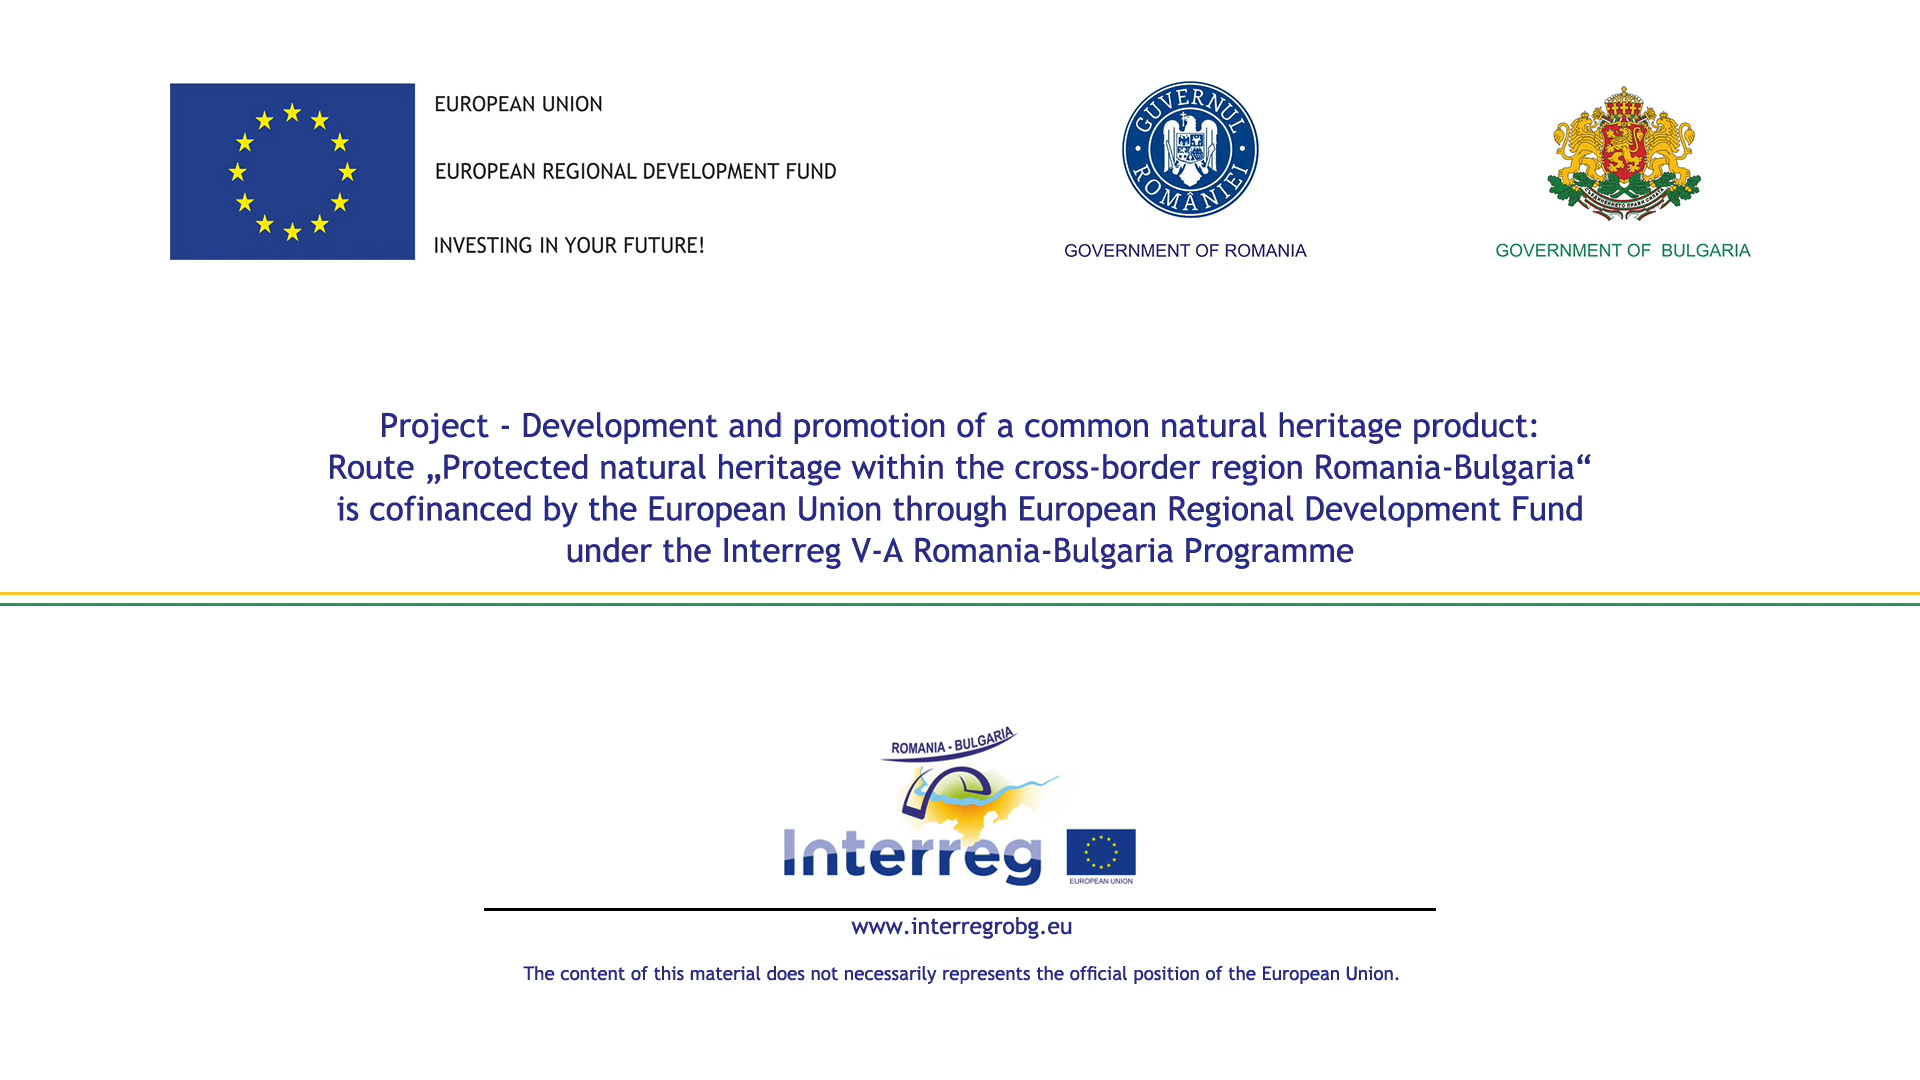 EUROPEAN UNION
EUROPEAN REGIONAL DEVELOPMENT FUND
INVESTING IN YOUR FUTURE!
GUVERNUL ROMÂNIEI
GOVERNMENT OF ROMANIA
СЪЕДИНЕНИЕТО ПРАВИ СИЛАТА
GOVERNMENT OF BULGARIA
Project - Development and promotion of a common natural heritage product:
Route „Protected natural heritage within the cross-border region Romania-Bulgaria“
is cofinanced by the European Union through European Regional Development Fund
under the Interreg V-A Romania-Bulgaria Programme
ROMANIA - BULGARIA
Interreg
EUROPEAN UNION
www.interregrobg.eu
The content of this material does not necessarily represents the official position of the European Union.